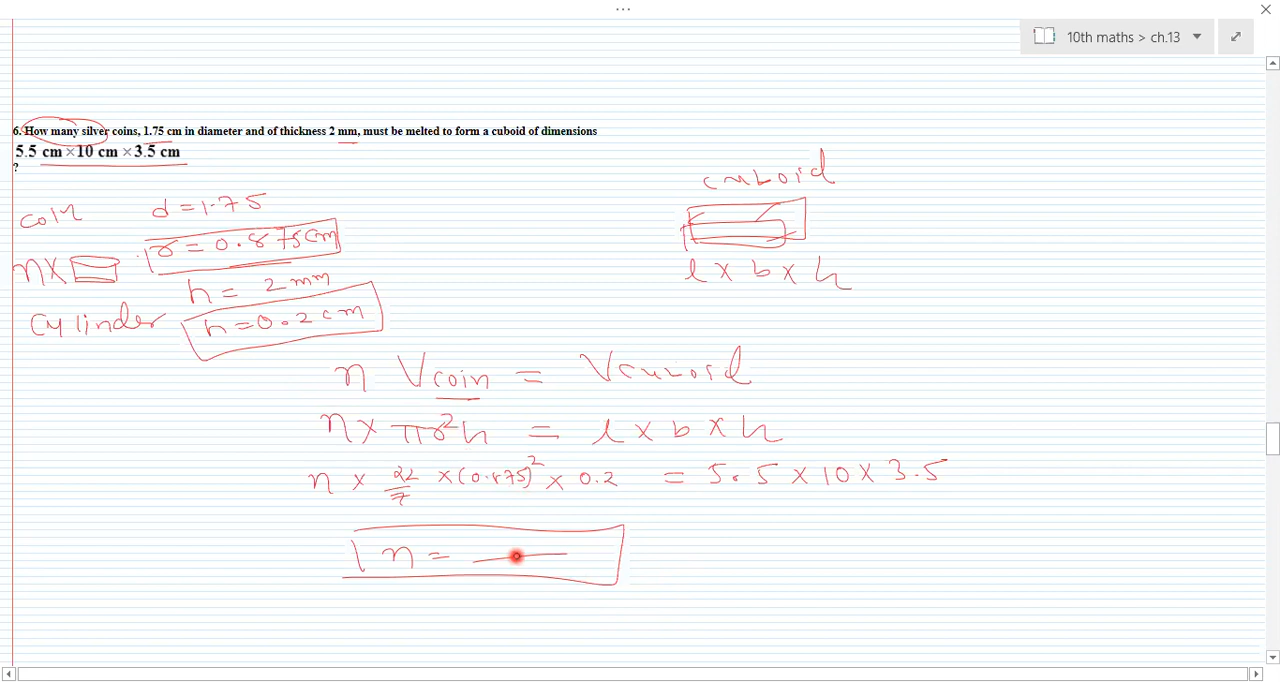 10th maths > ch.13
6. How many silver coins, 1.75 cm in diameter and of thickness 2 mm, must be melted to form a cuboid of dimensions
5.5 cm ×10 cm ×3.5 cm
?
coin d = 1.75
r = 0.875cm
n×
h = 2 mm
cylinder h = 0.2 cm
cuboid
l × b × h
n Vcoin = Vcuboid
n× πr²h = l × b × h
n × 22/7 ×(0.875)² × 0.2 = 5.5 × 10 × 3.5
n =